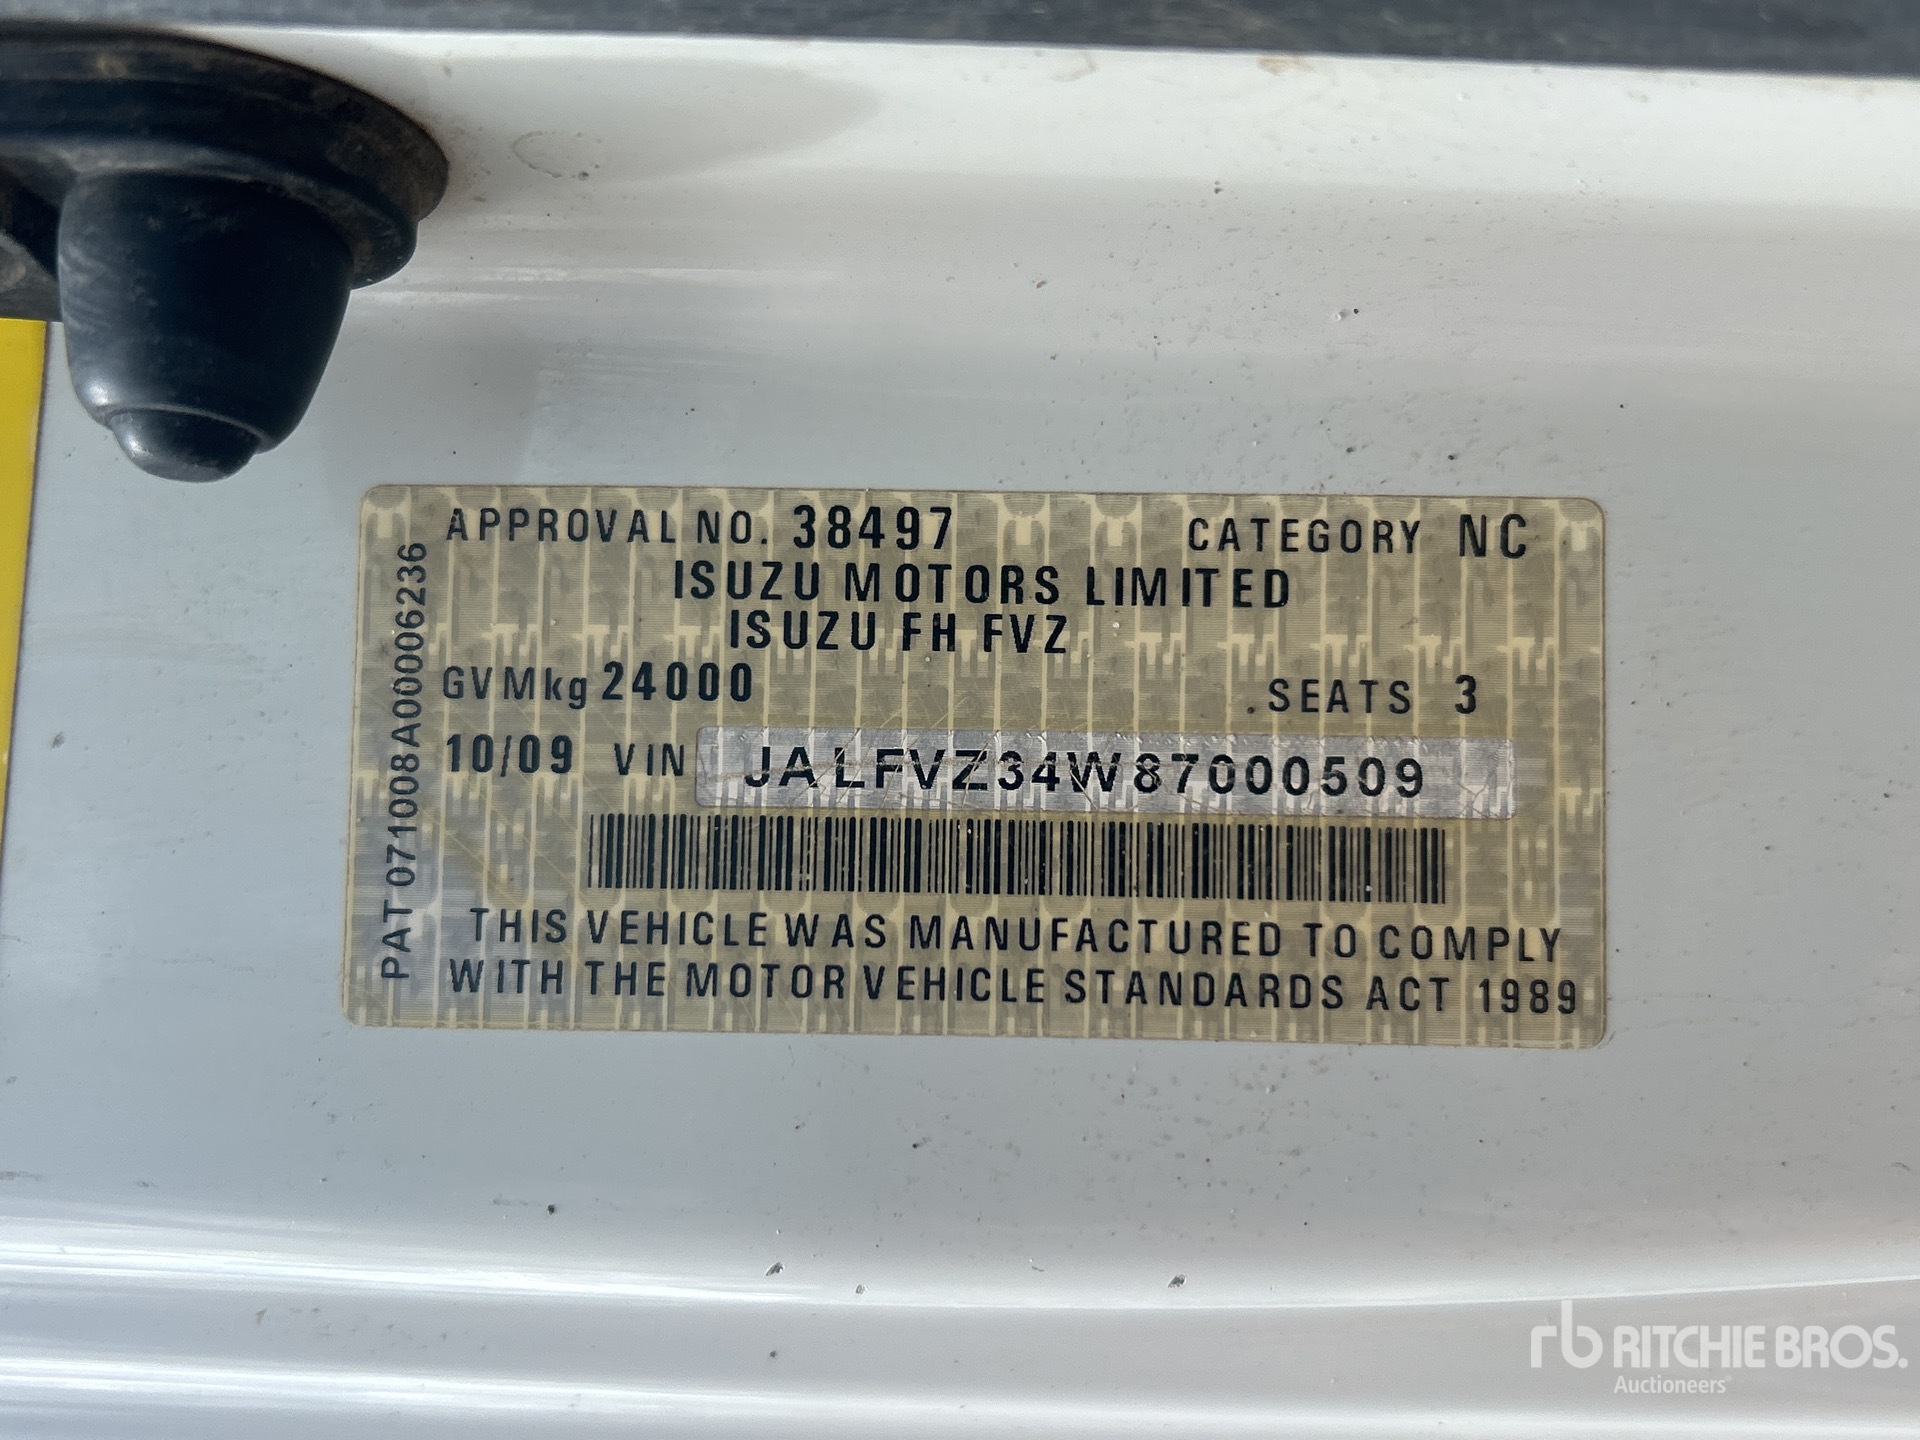 APPROVAL NO. 38497 CATEGORY NC
ISUZU MOTORS LIMITED
ISUZU FH FVZ
GVMkg 24000 .SEATS 3
10/09 VIN JALFVZ34W87000509
THIS VEHICLE WAS MANUFACTURED TO COMPLY
WITH THE MOTOR VEHICLE STANDARDS ACT 1989
PAT 071008A00006236
rb RITCHIE BROS.
Auctioneers